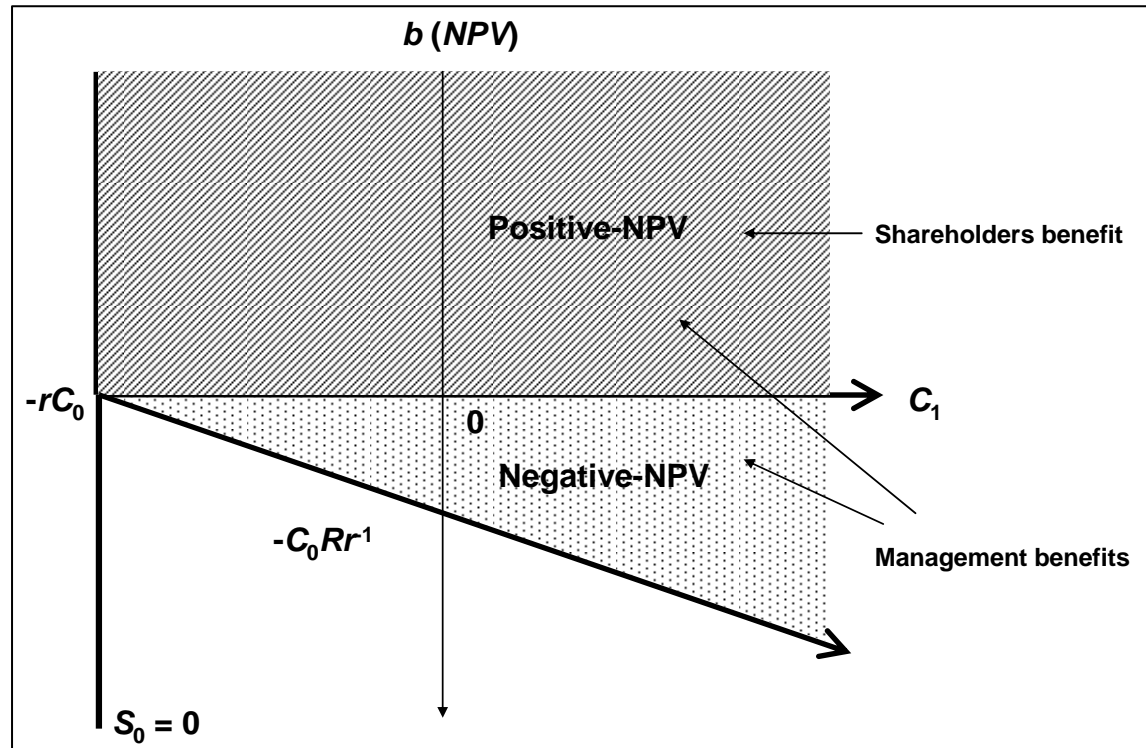 b (NPV)
Positive-NPV
Shareholders benefit
-rC₀
C₁
0
Negative-NPV
-C₀Rr⁻¹
Management benefits
S₀ = 0